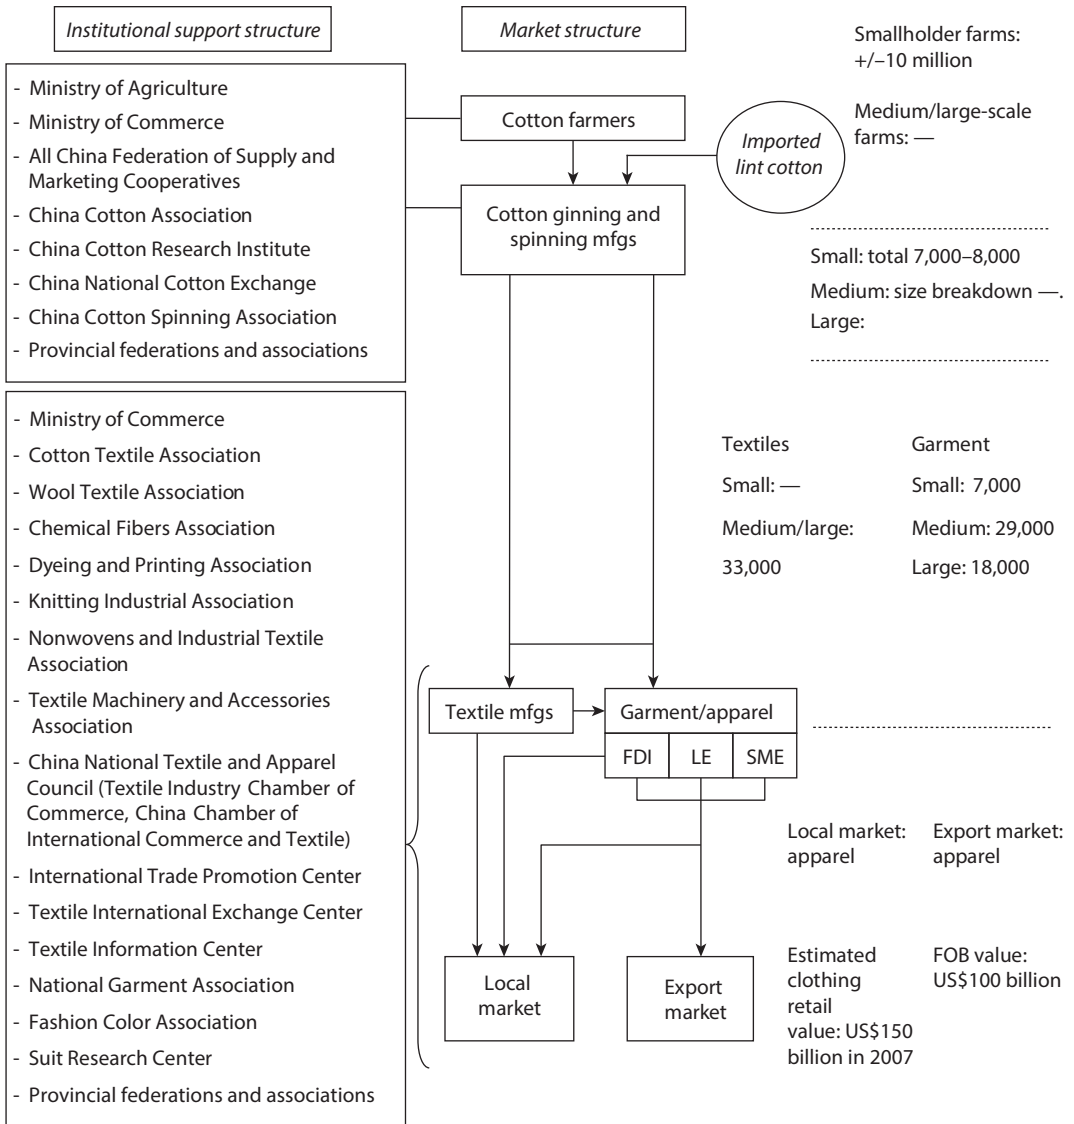 Institutional support structure
Market structure
- Ministry of Agriculture
- Ministry of Commerce
- All China Federation of Supply and
Marketing Cooperatives
- China Cotton Association
- China Cotton Research Institute
- China National Cotton Exchange
- China Cotton Spinning Association
- Provincial federations and associations
Cotton farmers
Imported
lint cotton
Cotton ginning and
spinning mfgs
Smallholder farms:
+/–10 million
Medium/large-scale
farms: —
Small: total 7,000–8,000
Medium: size breakdown —.
Large:
- Ministry of Commerce
- Cotton Textile Association
- Wool Textile Association
- Chemical Fibers Association
- Dyeing and Printing Association
- Knitting Industrial Association
- Nonwovens and Industrial Textile
Association
- Textile Machinery and Accessories
Association
- China National Textile and Apparel
Council (Textile Industry Chamber of
Commerce, China Chamber of
International Commerce and Textile)
- International Trade Promotion Center
- Textile International Exchange Center
- Textile Information Center
- National Garment Association
- Fashion Color Association
- Suit Research Center
- Provincial federations and associations
Textiles
Small: —
Medium/large:
33,000
Garment
Small: 7,000
Medium: 29,000
Large: 18,000
Textile mfgs
Garment/apparel
FDI
LE
SME
Local
market
Export
market
Local market:
apparel
Export market:
apparel
Estimated
clothing
retail
value: US$150
billion in 2007
FOB value:
US$100 billion